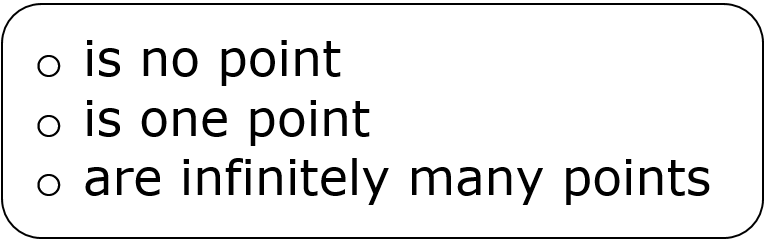 is no point
is one point
are infinitely many points